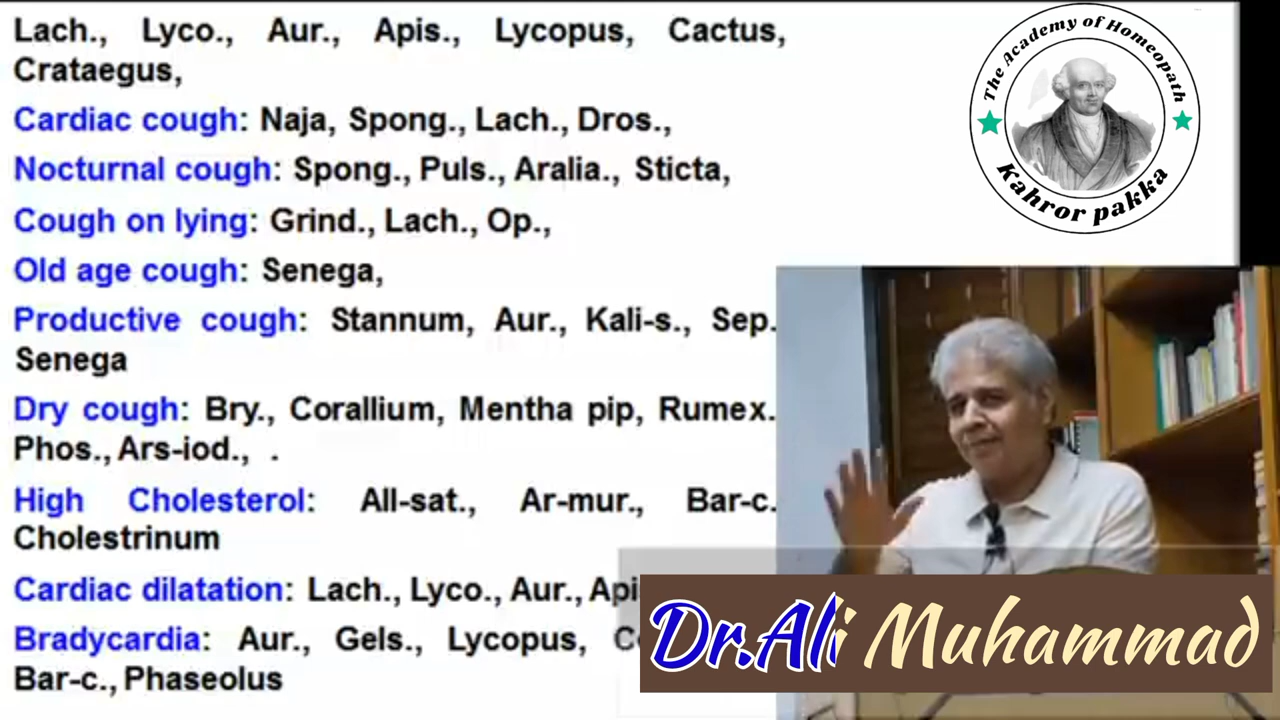 Lach., Lyco., Aur., Apis., Lycopus, Cactus,
Crataegus,
Cardiac cough: Naja, Spong., Lach., Dros.,
Nocturnal cough: Spong., Puls., Aralia., Sticta,
Cough on lying: Grind., Lach., Op.,
Old age cough: Senega,
Productive cough: Stannum, Aur., Kali-s., Sep.
Senega
Dry cough: Bry., Corallium, Mentha pip, Rumex.
Phos., Ars-iod., .
High Cholesterol: All-sat., Ar-mur., Bar-c.
Cholestrinum
Cardiac dilatation: Lach., Lyco., Aur., Api
Bradycardia: Aur., Gels., Lycopus,
Bar-c., Phaseolus
The Academy of Homeopath
Kahror pakka
Dr.Ali Muhammad